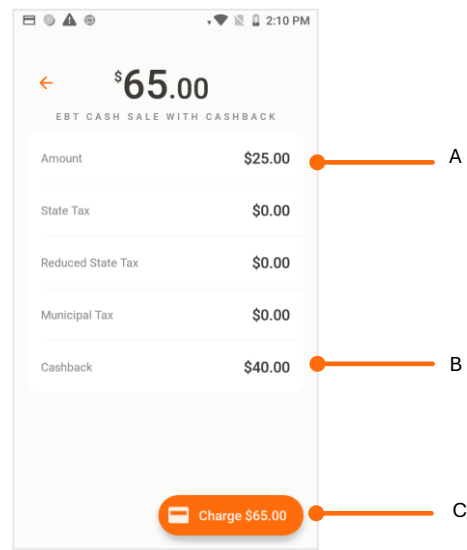 2:10 PM
$65.00
EBT CASH SALE WITH CASHBACK
Amount $25.00 A
State Tax $0.00
Reduced State Tax $0.00
Municipal Tax $0.00
Cashback $40.00 B
Charge $65.00 C